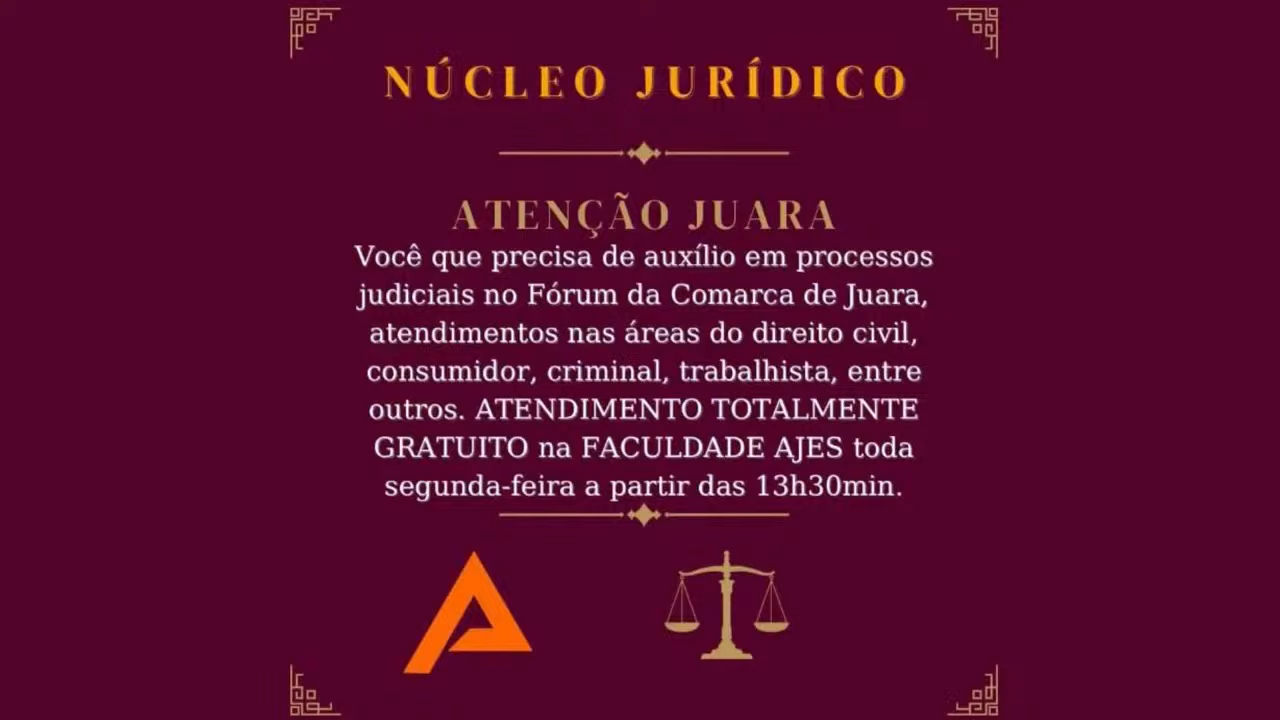 NÚCLEO JURÍDICO
ATENÇÃO JUARA
Você que precisa de auxílio em processos
judiciais no Fórum da Comarca de Juara,
atendimentos nas áreas do direito civil,
consumidor, criminal, trabalhista, entre
outros. ATENDIMENTO TOTALMENTE
GRATUITO na FACULDADE AJES toda
segunda-feira a partir das 13h30min.